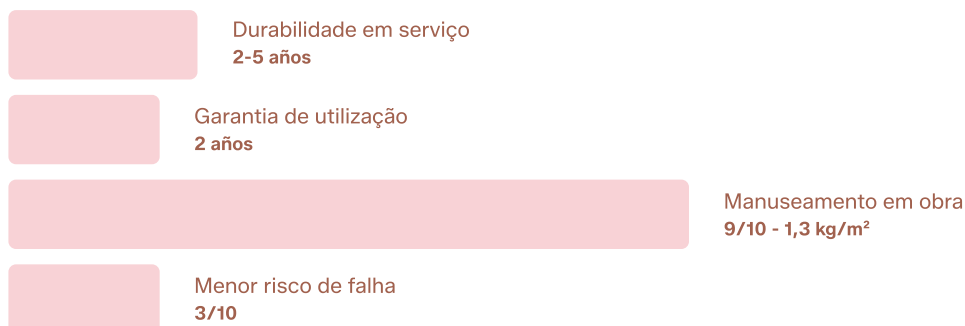 Durabilidade em serviço
2-5 años
Garantia de utilização
2 años
Manuseamento em obra
9/10 - 1,3 kg/m²
Menor risco de falha
3/10